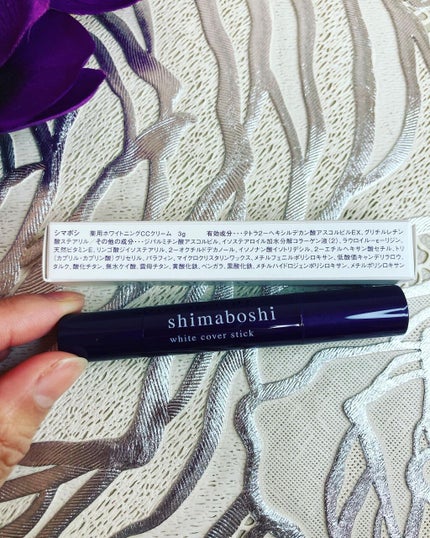 シマボシ　薬用ホワイトニングCCクリーム　3g　有効成分・・・テトラ2-ヘキシルデカン酸アスコルビルEX, グリチルレチン
酸ステアリル　その他の成分・・・ジパルミチン酸アスコルビル, イソステアロイル加水分解コラーゲン液(2), ラウロイル-ε-リジン,
天然ビタミンE, リンゴ酸ジイソステアリル, 2-オクチルドデカノール, イソノナン酸イソトリデシル, 2-エチルヘキサン酸セチル, トリ
(カプリル・カプリン酸)グリセリル, パラフィン, マイクロクリスタリンワックス, メチルフェニルポリシロキサン, 低酸価キャンデリラロウ,
タルク, 酸化チタン, 無水ケイ酸, 雲母チタン, 黄酸化鉄, ベンガラ, 黒酸化鉄, メチルハイドロジェンポリシロキサン, メチルポリシロキサン
shimaboshi
white cover stick